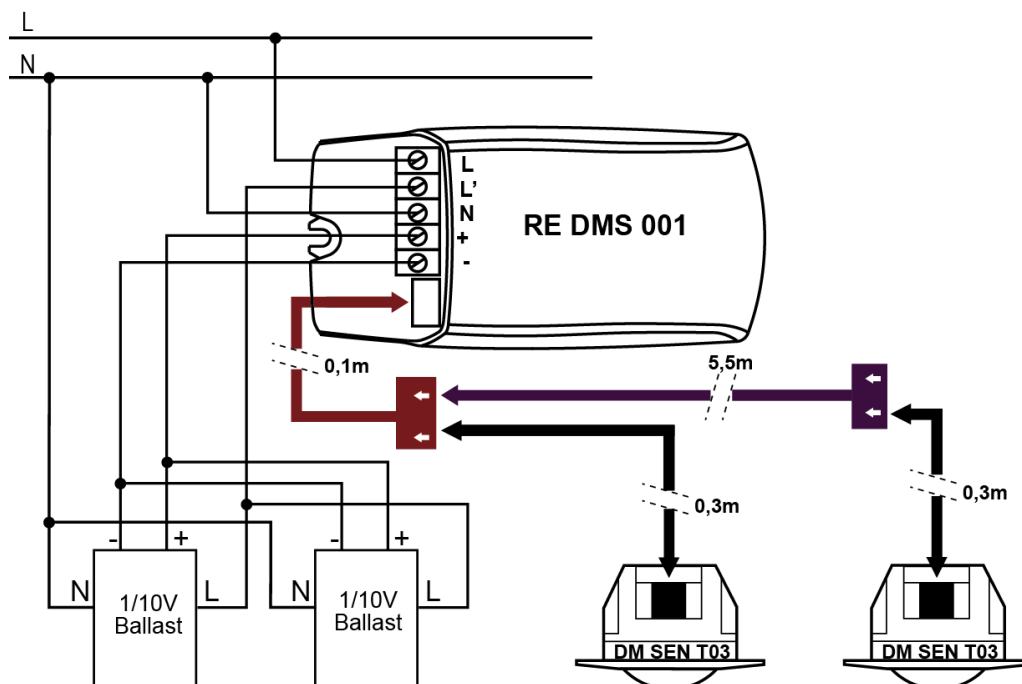 L
N
L
L'
N
+
-
RE DMS 001
0,1m
5,5m
0,3m
0,3m
- +
- +
N L
N L
1/10V
Ballast
1/10V
Ballast
DM SEN T03
DM SEN T03